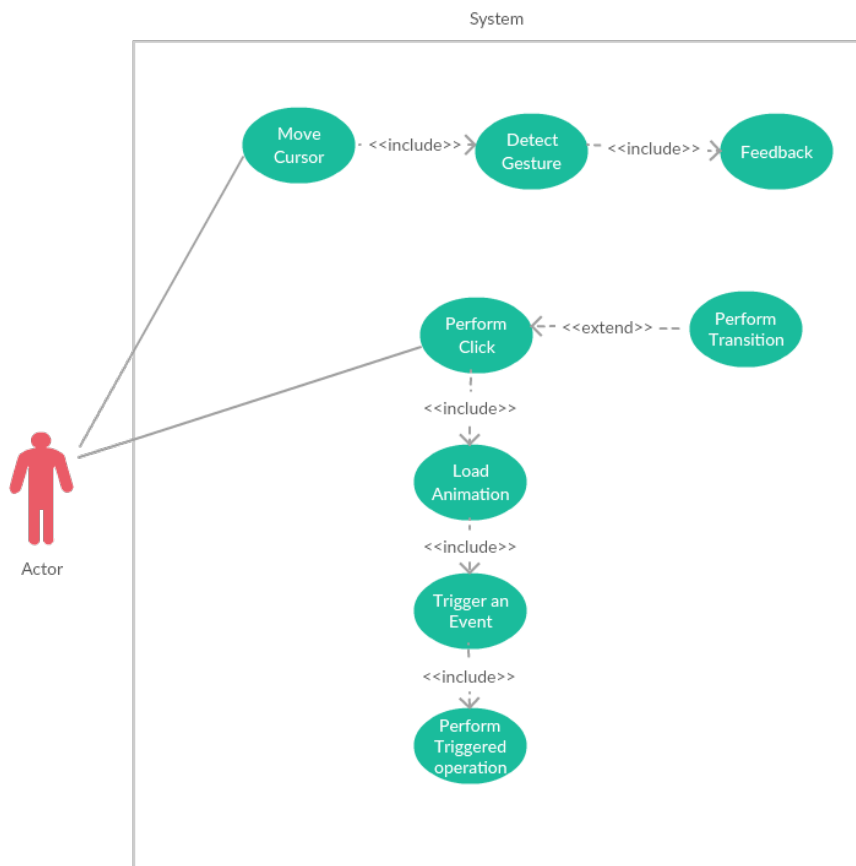 System
Move
Cursor
<<include>>
Detect
Gesture
<<include>>
Feedback
Perform
Click
<<extend>>
Perform
Transition
<<include>>
Load
Animation
<<include>>
Trigger an
Event
<<include>>
Perform
Triggered
operation
Actor